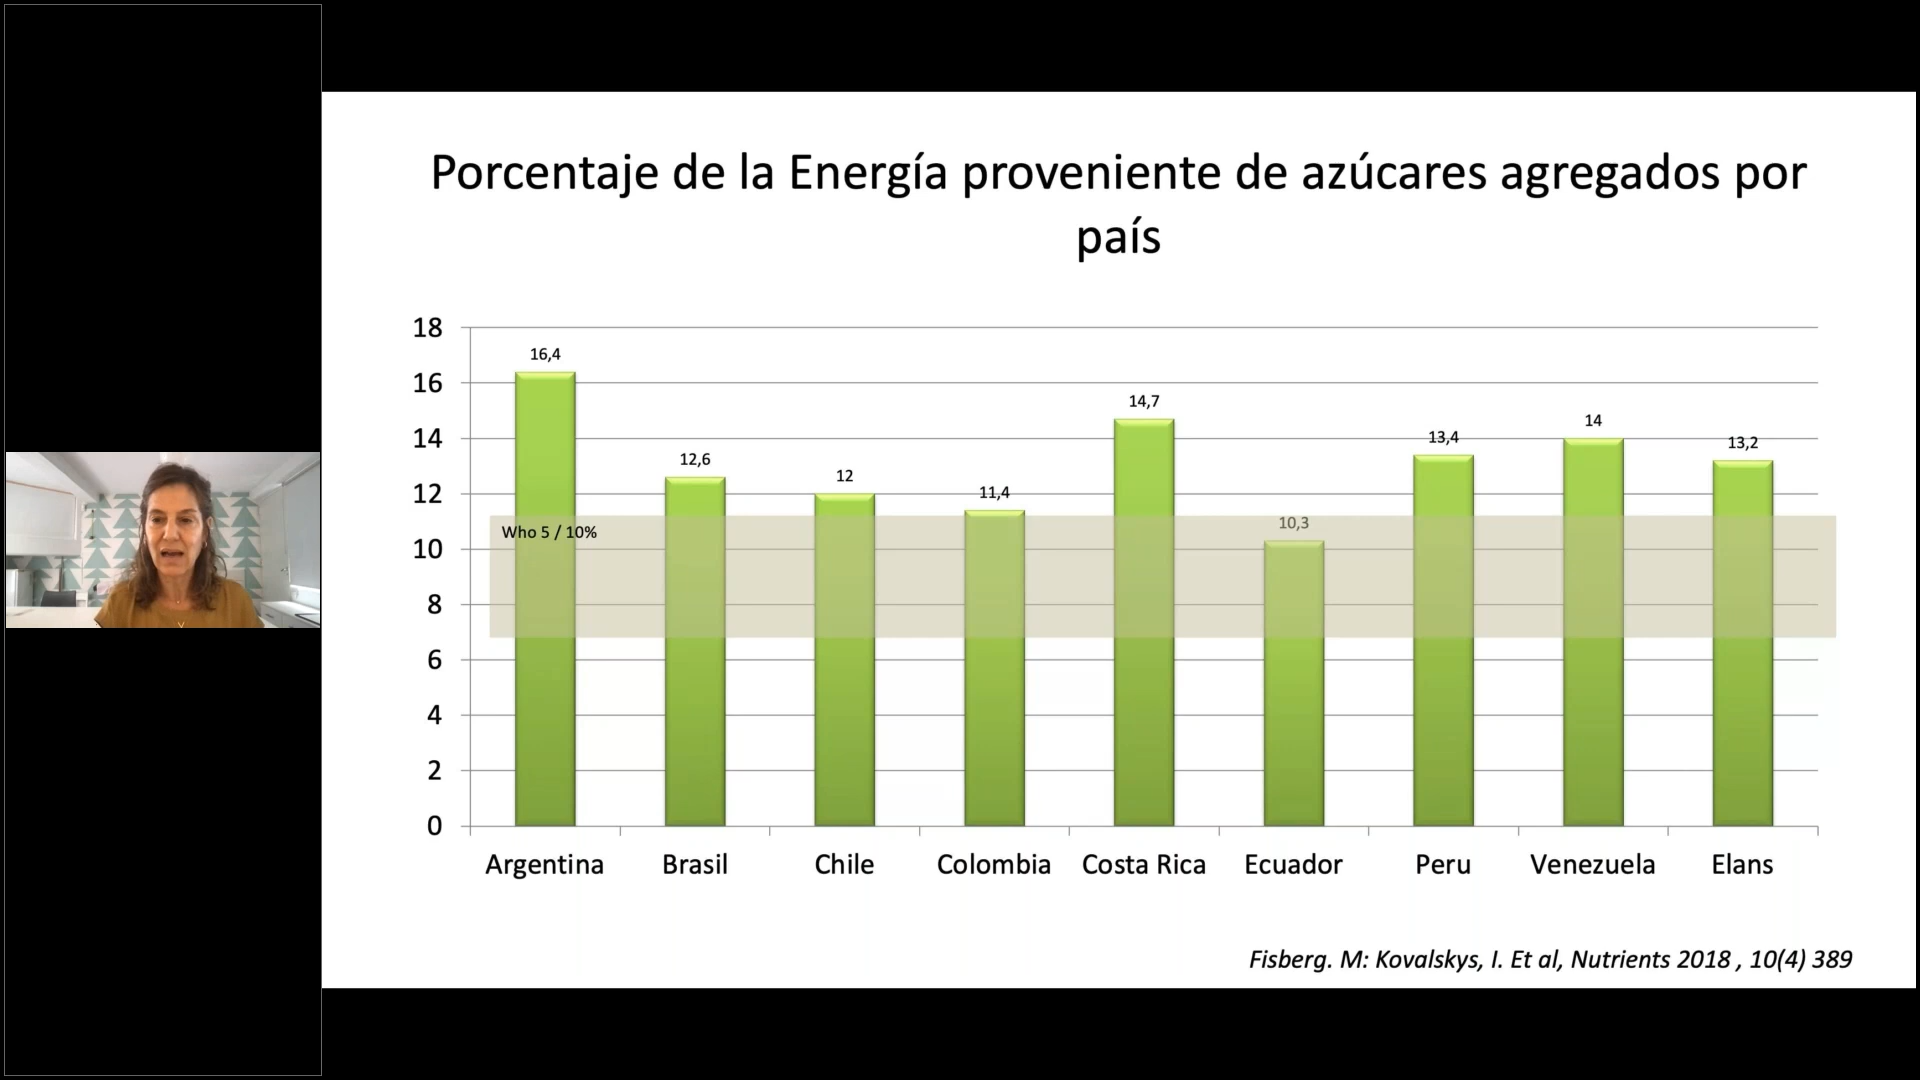 Porcentaje de la Energía proveniente de azúcares agregados por
país
18
16
14
12
10
8
6
4
2
0
16,4
12,6
12
11,4
14,7
10,3
13,4
14
13,2
Who 5 / 10%
Argentina
Brasil
Chile
Colombia
Costa Rica
Ecuador
Peru
Venezuela
Elans
Fisberg. M: Kovalskys, I. Et al, Nutrients 2018 , 10(4) 389